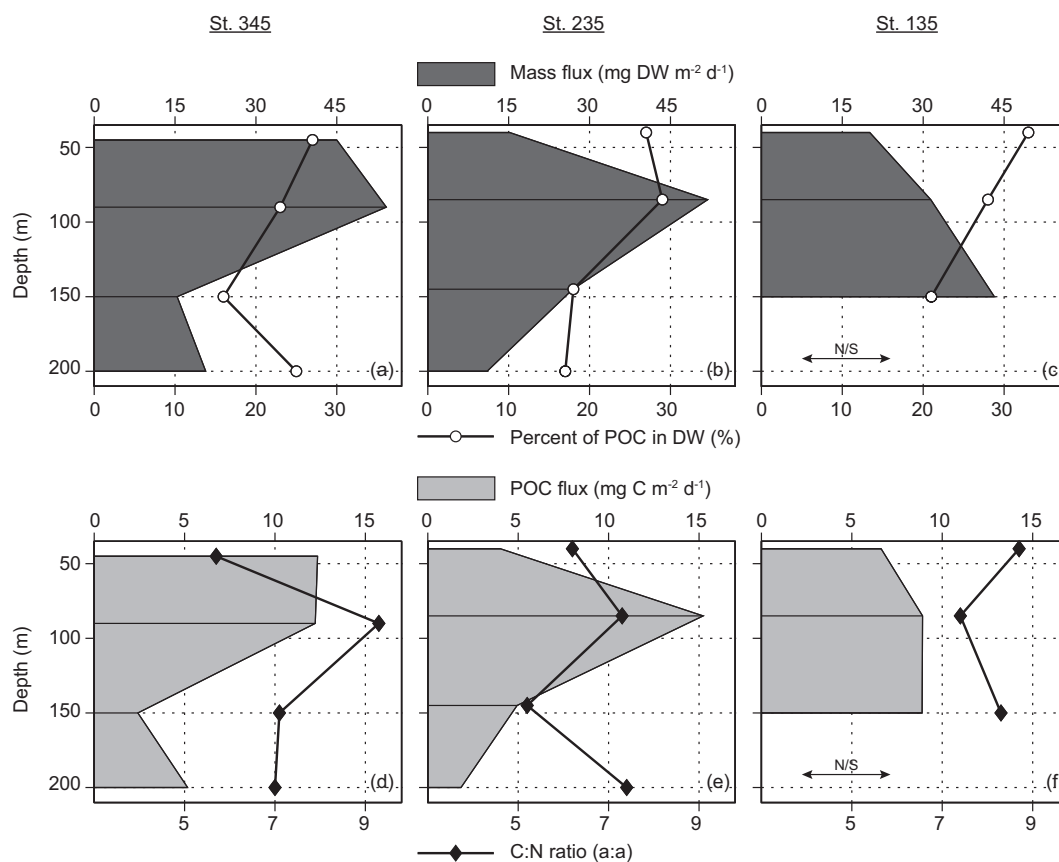 St. 345 St. 235 St. 135
Mass flux (mg DW m⁻² d⁻¹)
0 15 30 45 0 15 30 45 0 15 30 45
50
100
150
200
Depth (m)
N/S
(a) (b) (c)
0 10 20 30 0 10 20 30 0 10 20 30
Percent of POC in DW (%)
POC flux (mg C m⁻² d⁻¹)
0 5 10 15 0 5 10 15 0 5 10 15
50
100
150
200
Depth (m)
N/S
(d) (e) (f
5 7 9 5 7 9 5 7 9
C:N ratio (a:a)